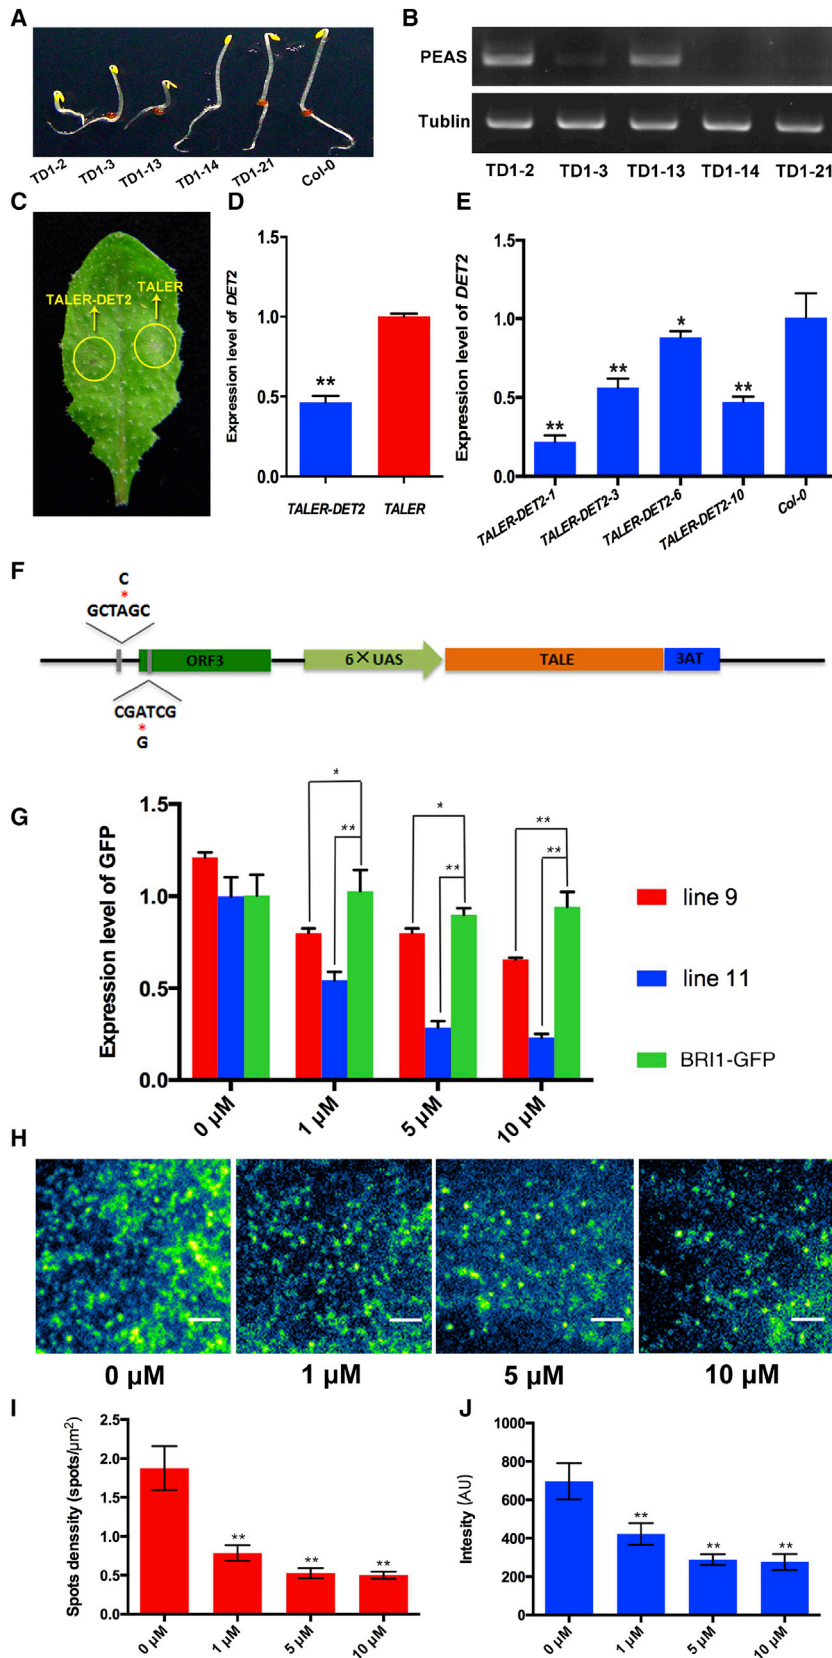 A
TD1-2
TD1-3
TD1-13
TD1-14
TD1-21
Col-0
B
PEAS
Tublin
TD1-2 TD1-3 TD1-13 TD1-14 TD1-21
C
TALER-DET2
TALER
D
Expression level of DET2
1.5
1.0
0.5
0.0
**
TALER-DET2 TALER
E
Expression level of DET2
1.5
1.0
0.5
0.0
**
**
*
**
TALER-DET2-1
TALER-DET2-3
TALER-DET2-6
TALER-DET2-10
Col-0
F
C
*
GCTAGC
ORF3
6×UAS
TALE
3AT
CGATCG
*
G
G
Expression level of GFP
1.5
1.0
0.5
0.0
*
**
*
**
**
**
0 µM
1 µM
5 µM
10 µM
line 9
line 11
BRI1-GFP
H
0 µM 1 µM 5 µM 10 µM
I
Spots denssity (spots/µm²)
2.5
2.0
1.5
1.0
0.5
0.0
**
**
**
0 µM
1 µM
5 µM
10 µM
J
Intesity (AU)
1000
800
600
400
200
0
**
**
**
0 µM
1 µM
5 µM
10 µM